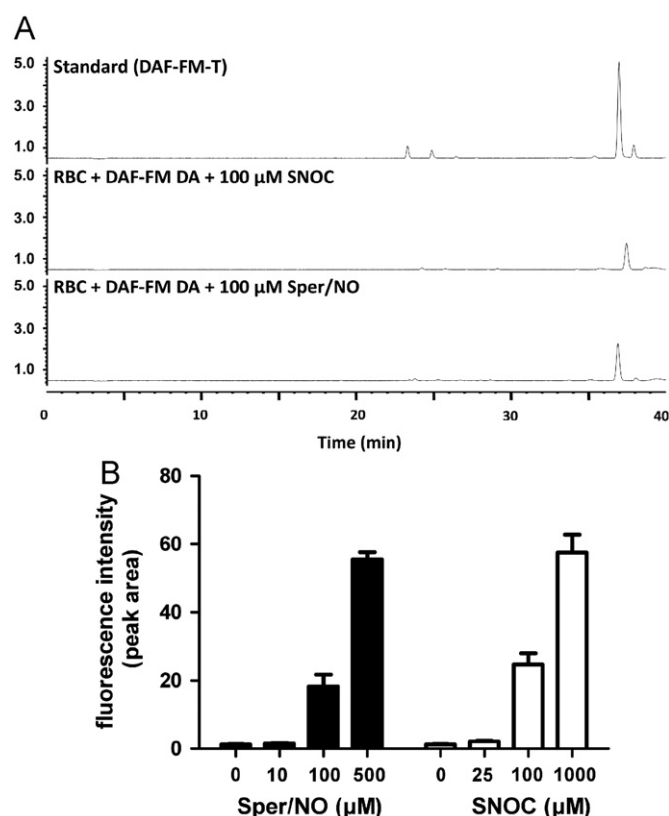 A
5.0
Standard (DAF-FM-T)
3.0
1.0
5.0
RBC + DAF-FM DA + 100 µM SNOC
3.0
1.0
5.0
RBC + DAF-FM DA + 100 µM Sper/NO
3.0
1.0
0 10 20 30 40
Time (min)
B
fluorescence intensity
(peak area)
80
60
40
20
0
0 10 100 500 0 25 100 1000
Sper/NO (µM) SNOC (µM)